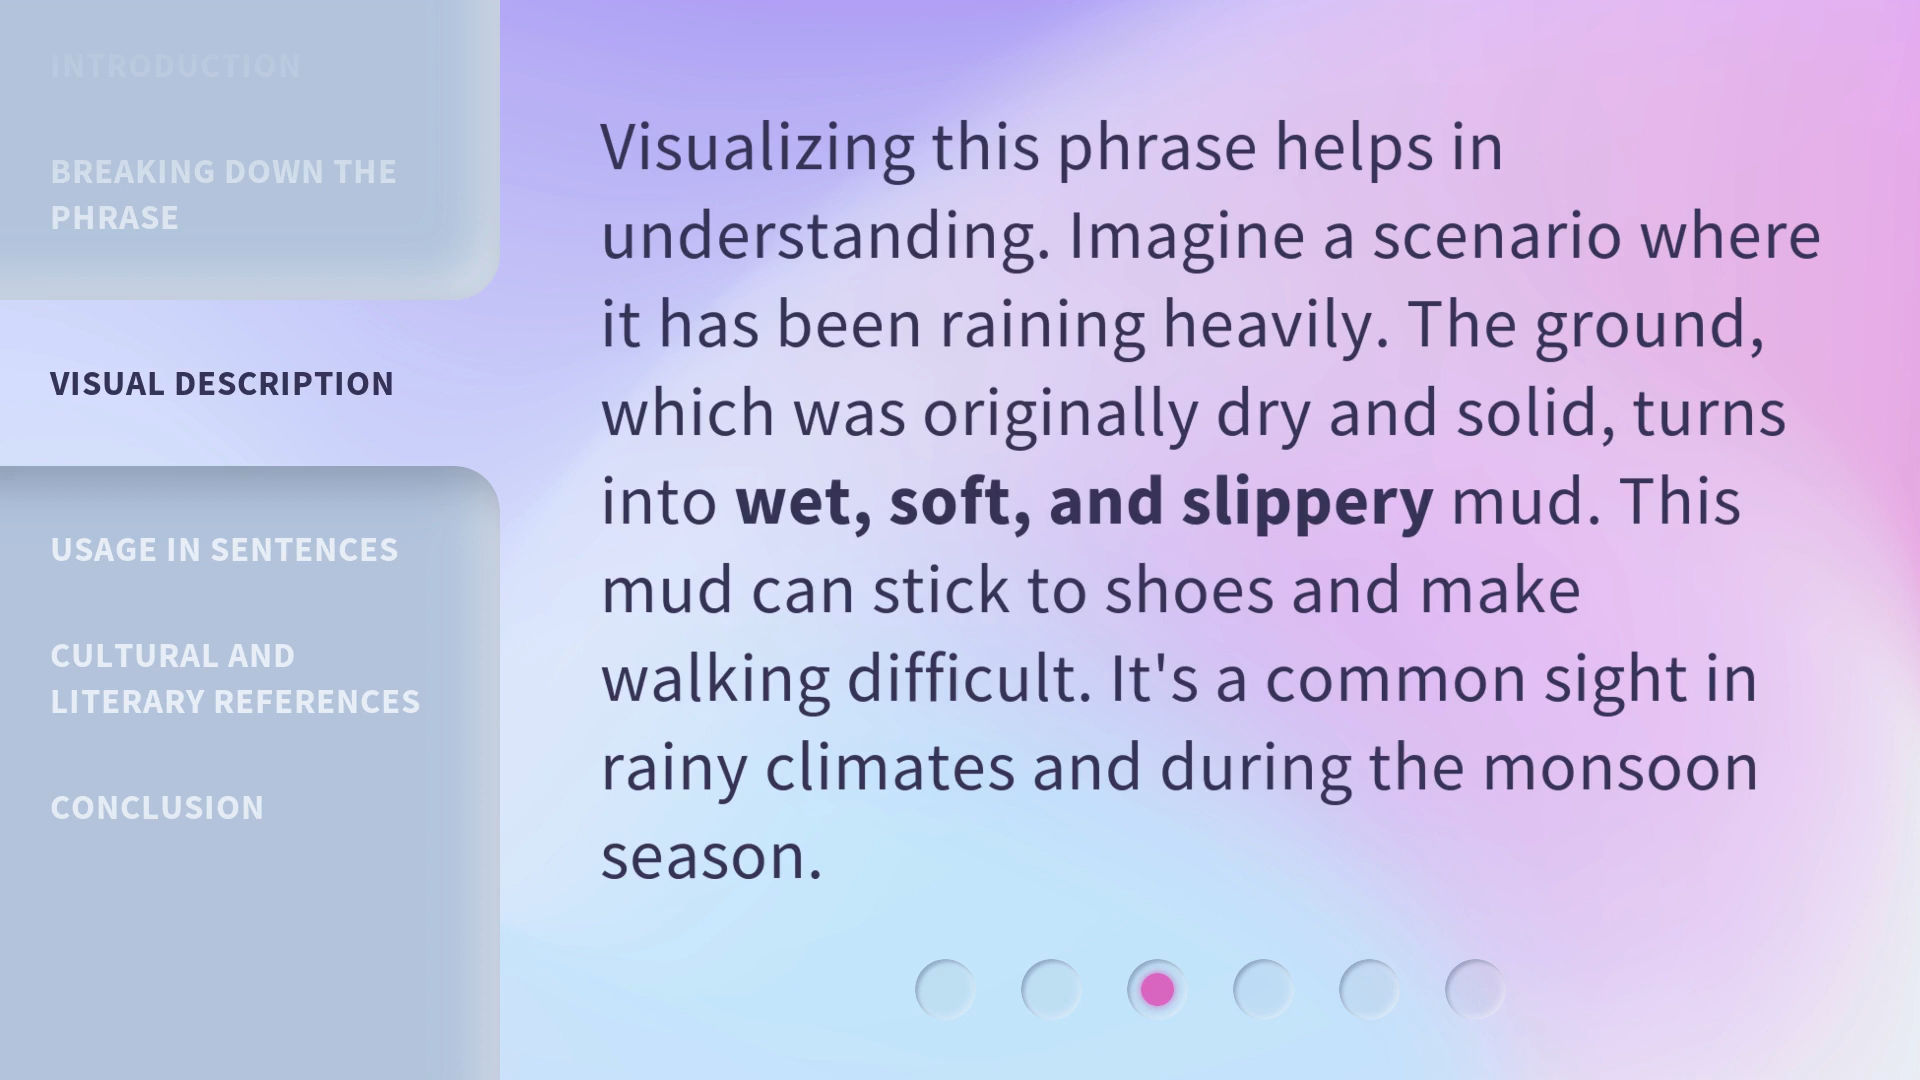 INTRODUCTION
BREAKING DOWN THE
PHRASE
VISUAL DESCRIPTION
USAGE IN SENTENCES
CULTURAL AND
LITERARY REFERENCES
CONCLUSION
Visualizing this phrase helps in
understanding. Imagine a scenario where
it has been raining heavily. The ground,
which was originally dry and solid, turns
into wet, soft, and slippery mud. This
mud can stick to shoes and make
walking difficult. It's a common sight in
rainy climates and during the monsoon
season.